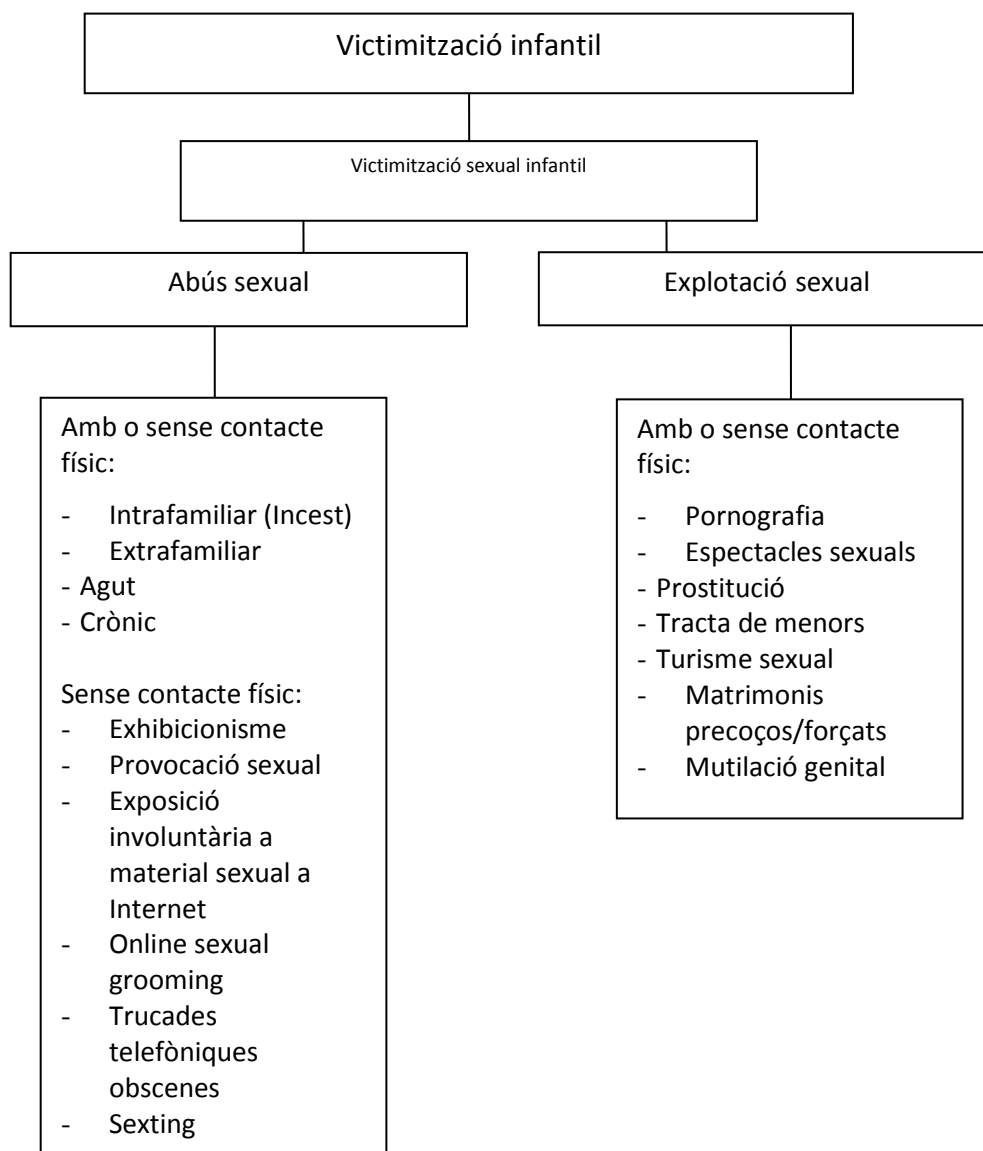 Victimització infantil
Victimització sexual infantil
Abús sexual
Explotació sexual
Amb o sense contacte
físic:
- Intrafamiliar (Incest)
- Extrafamiliar
- Agut
- Crònic
Sense contacte físic:
- Exhibicionisme
- Provocació sexual
- Exposició
involuntària a
material sexual a
Internet
- Online sexual
grooming
- Trucades
telefòniques
obscenes
- Sexting
Amb o sense contacte
físic:
- Pornografia
- Espectacles sexuals
- Prostitució
- Tracta de menors
- Turisme sexual
- Matrimonis
precoços/forçats
- Mutilació genital